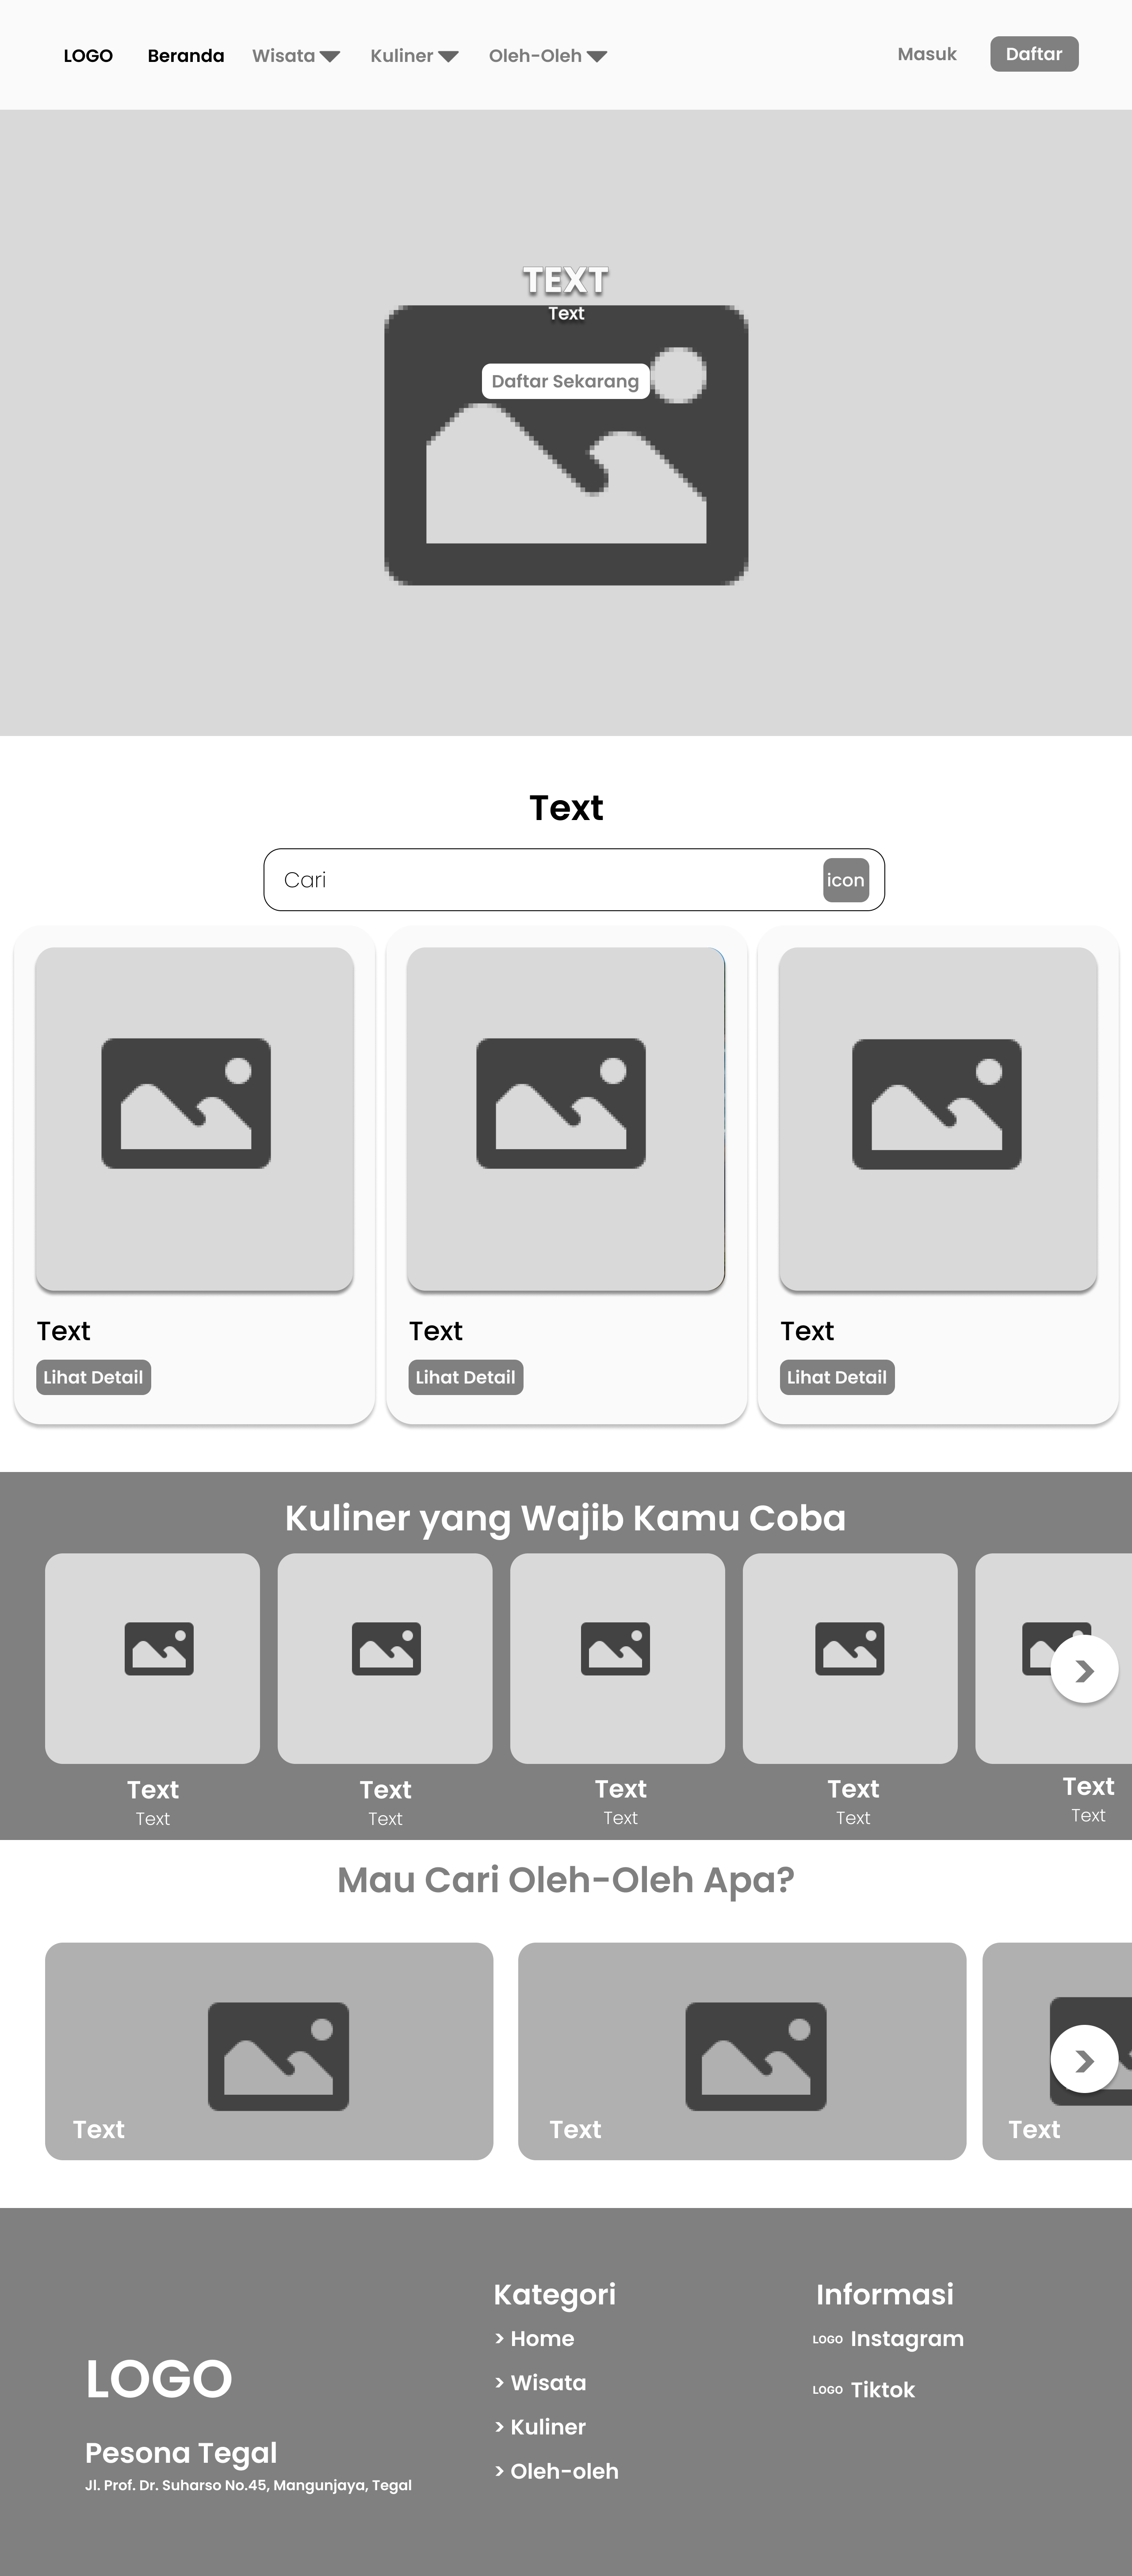 LOGO Beranda Wisata Kuliner Oleh-Oleh Masuk Daftar
TEXT
Text
Daftar Sekarang
Text
Cari icon
Text Text Text
Lihat Detail Lihat Detail Lihat Detail
Kuliner yang Wajib Kamu Coba
Text Text Text Text Text
Text Text Text Text Text
Mau Cari Oleh-Oleh Apa?
Text Text Text
Kategori Informasi
> Home LOGO Instagram
> Wisata LOGO Tiktok
> Kuliner
> Oleh-oleh
LOGO
Pesona Tegal
Jl. Prof. Dr. Suharso No.45, Mangunjaya, Tegal